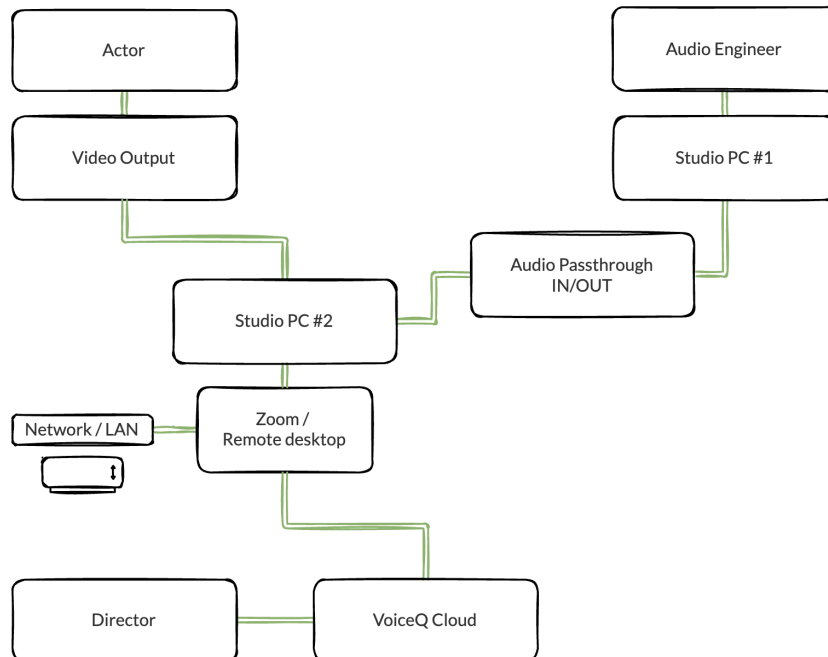 Actor
Audio Engineer
Video Output
Studio PC #1
Audio Passthrough
IN/OUT
Studio PC #2
Zoom /
Remote desktop
Network / LAN
Director
VoiceQ Cloud